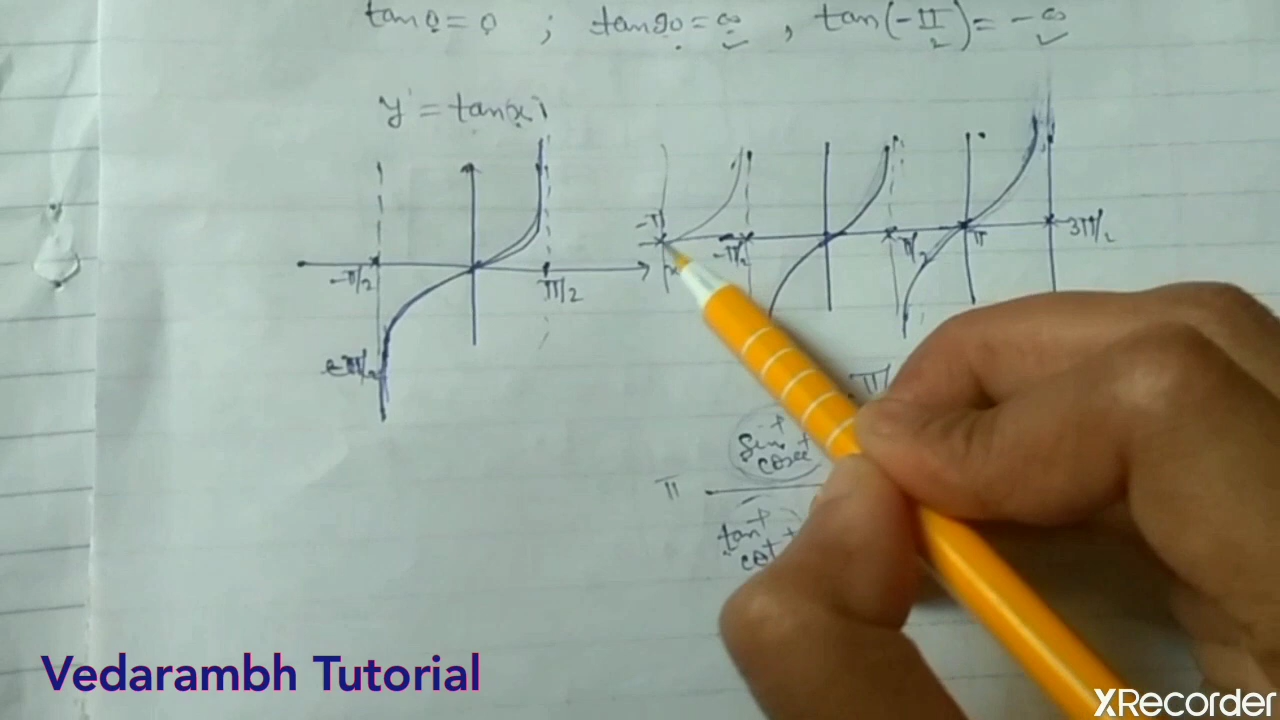 tan0 = 0 ; tan90 = ∞ , tan(-π/2) = -∞
y = tan(x)
-π/2 π/2
-π -π/2 π/2 π 3π/2
sin+
cosec+
π
tan+
cot+
Vedarambh Tutorial
XRecorder